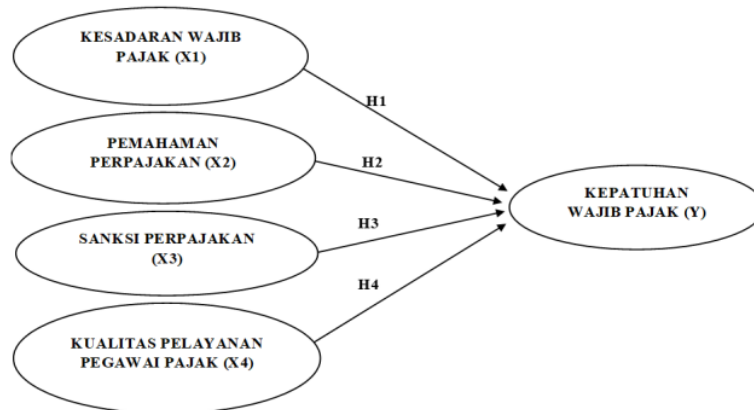 KESADARAN WAJIB
PAJAK (X1)
H1
PEMAHAMAN
PERPAJAKAN (X2)
H2
KEPATUHAN
WAJIB PAJAK (Y)
SANKSI PERPAJAKAN
(X3)
H3
H4
KUALITAS PELAYANAN
PEGAWAI PAJAK (X4)